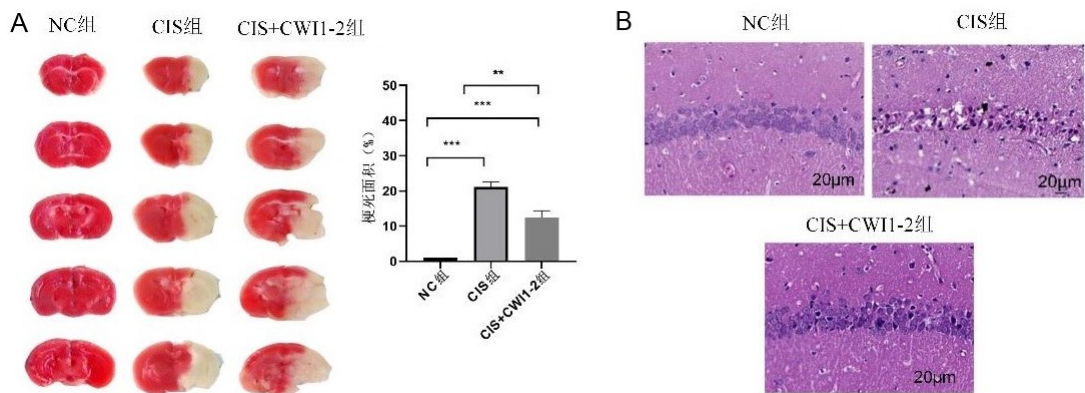 A
NC组
CIS组
CIS+CWI1-2组
梗死面积（%）
50
40
30
20
10
0
**
***
***
NC组
CIS组
CIS+CWI1-2组
B
NC组
CIS组
20μm
20μm
CIS+CWI1-2组
20μm